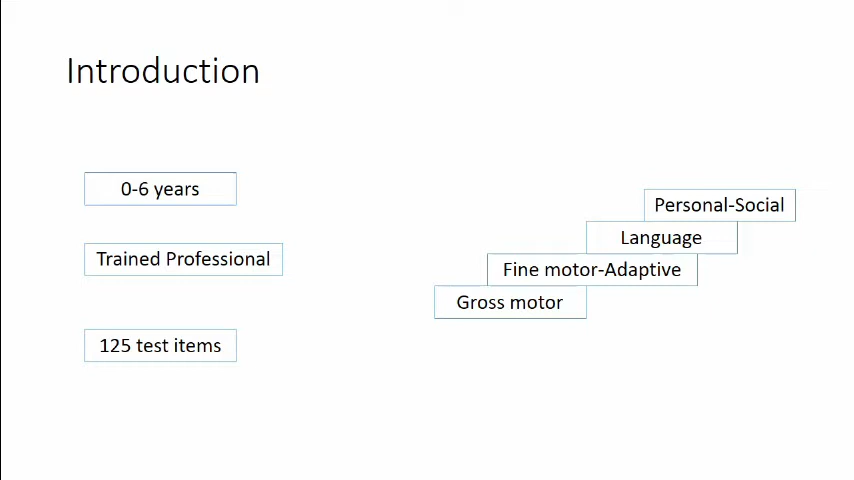 Introduction
0-6 years
Trained Professional
125 test items
Personal-Social
Language
Fine motor-Adaptive
Gross motor